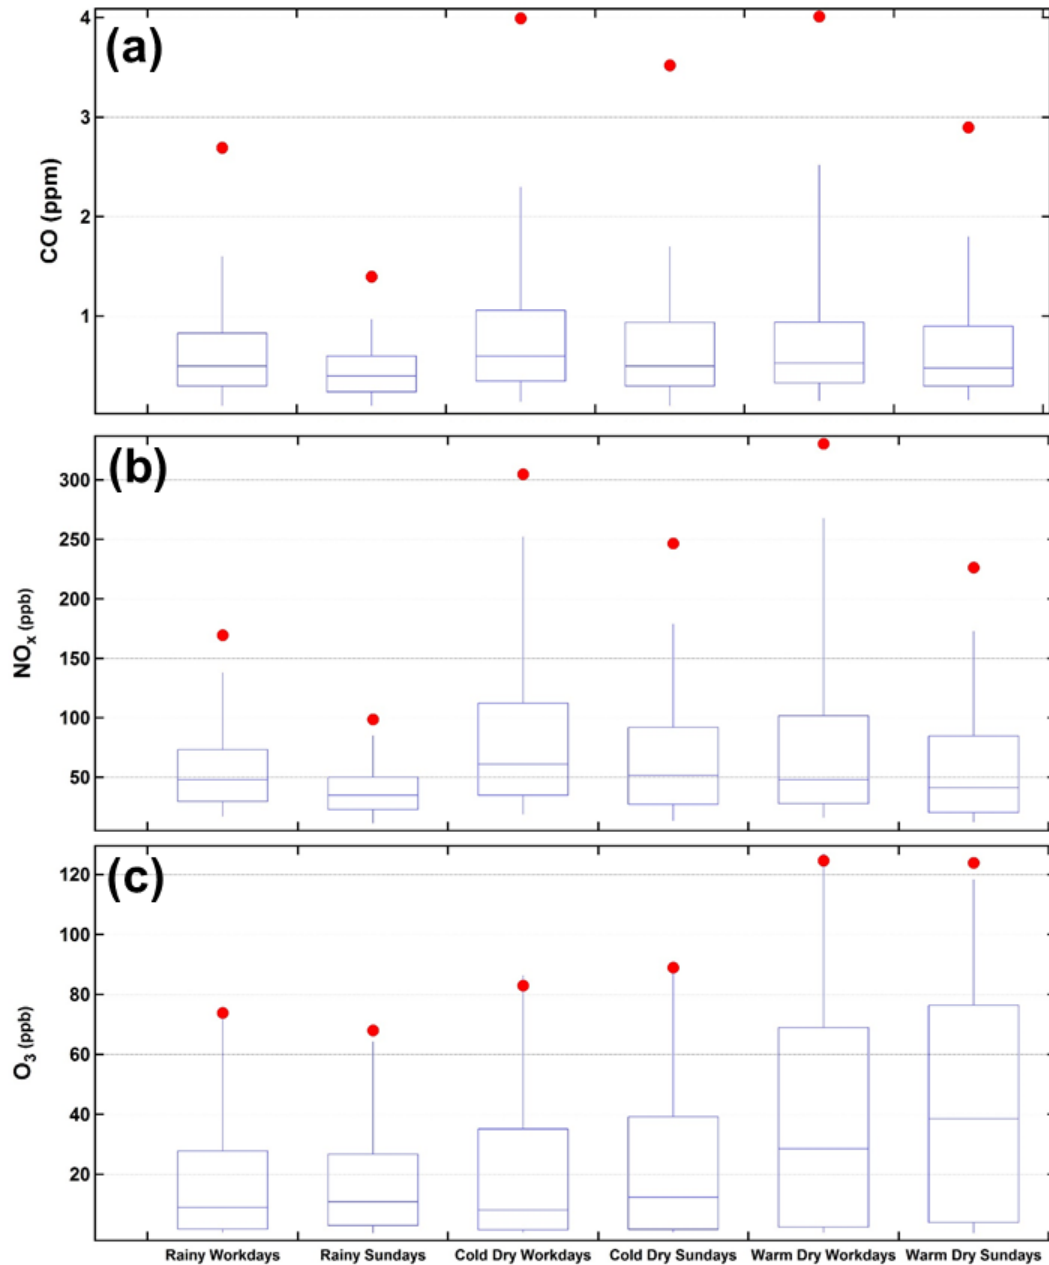 (a)
CO (ppm)
4
3
2
1
(b)
NOx (ppb)
300
250
200
150
100
50
(c)
O3 (ppb)
120
100
80
60
40
20
Rainy Workdays Rainy Sundays Cold Dry Workdays Cold Dry Sundays Warm Dry Workdays Warm Dry Sundays